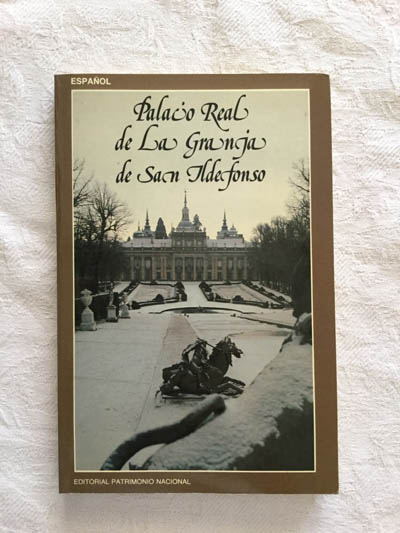 ESPAÑOL
Palacio Real
de La Granja
de San Ildefonso
EDITORIAL PATRIMONIO NACIONAL